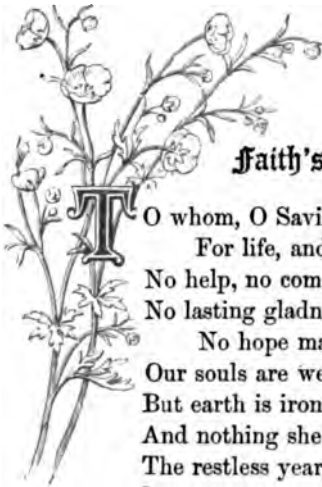 Faith's
TO whom, O Savi
For life, and
No help, no com
No lasting gladn
No hope ma
Our souls are we
But earth is iron
And nothing she
The restless year